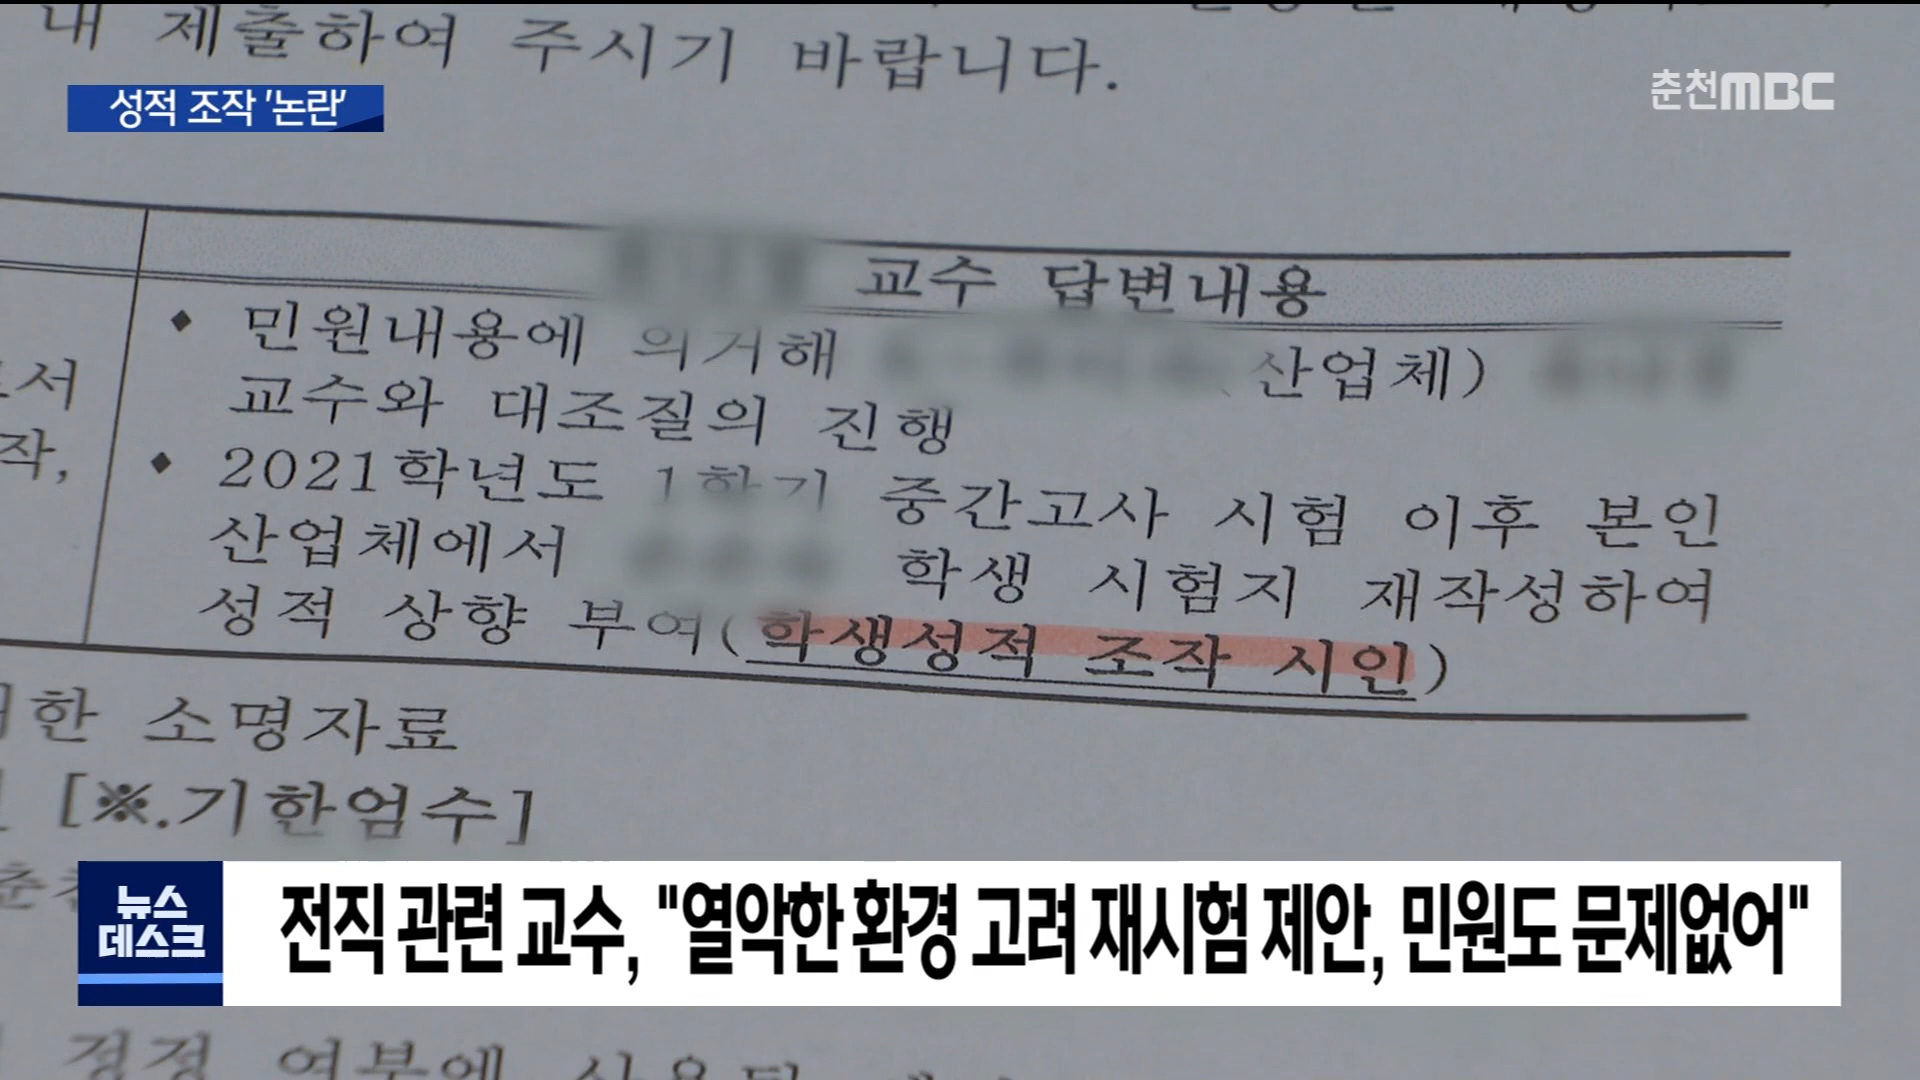 내 제출하여 주시기 바랍니다.
성적 조작 '논란'
춘천MBC
교수 답변내용
◆ 민원내용에 의거해 (산업체)
교수와 대조질의 진행
서
작,
◆ 2021학년도 1학기 중간고사 시험 이후 본인
산업체에서 학생 시험지 재작성하여
성적 상향 부여(학생성적 조작 시인)
한 소명자료
[※.기한엄수]
뉴스
데스크
전직 관련 교수, "열악한 환경 고려 재시험 제안, 민원도 문제없어"